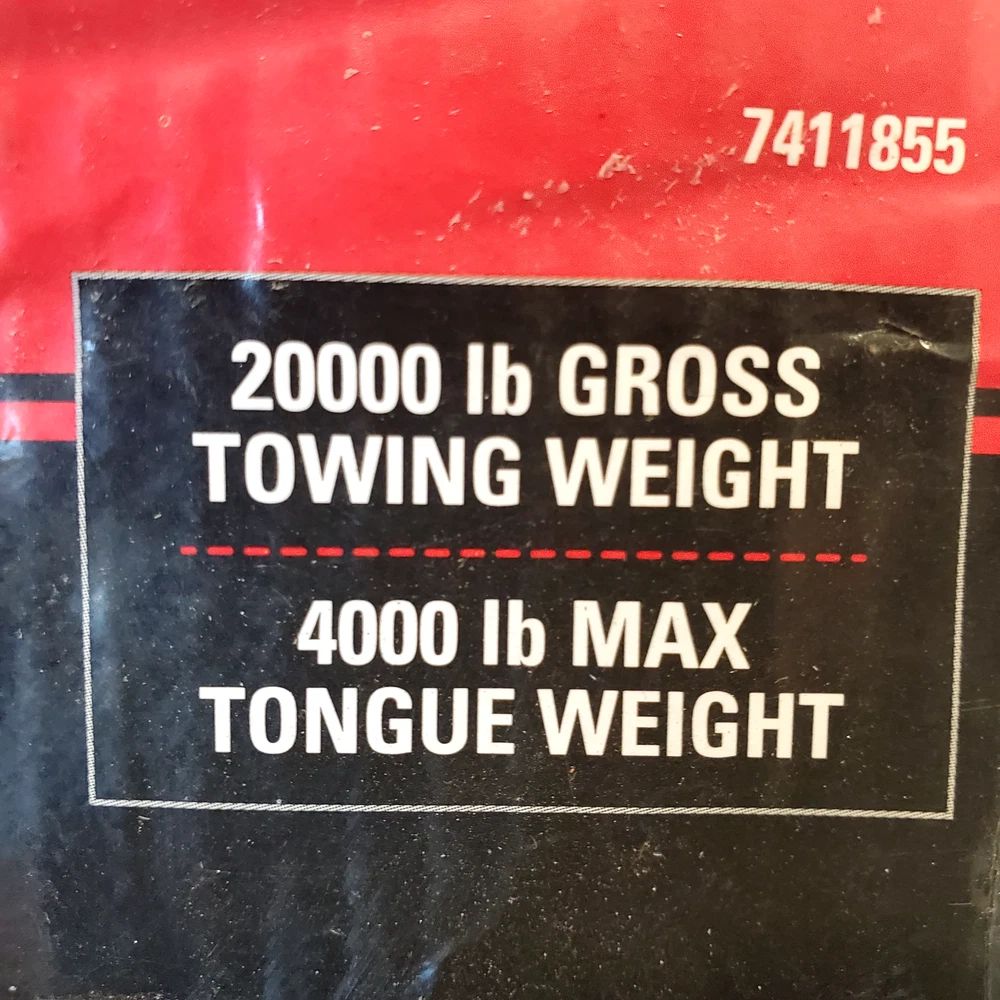 7411855
20000 lb GROSS
TOWING WEIGHT
4000 lb MAX
TONGUE WEIGHT